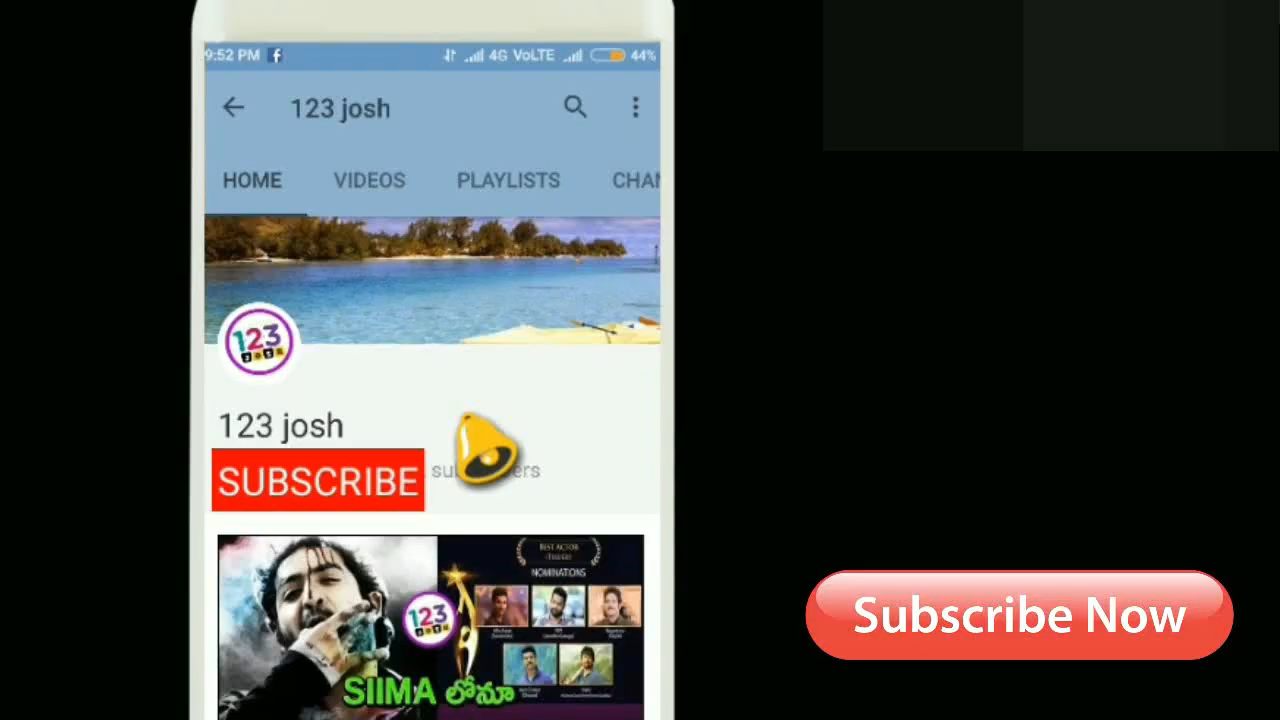 9:52 PM f 4G VoLTE 44%
123 josh
HOME VIDEOS PLAYLISTS CHAN
123
123 josh
SUBSCRIBE
BEST ACTOR
NOMINATIONS
123
SIIMA లోనూ
Subscribe Now